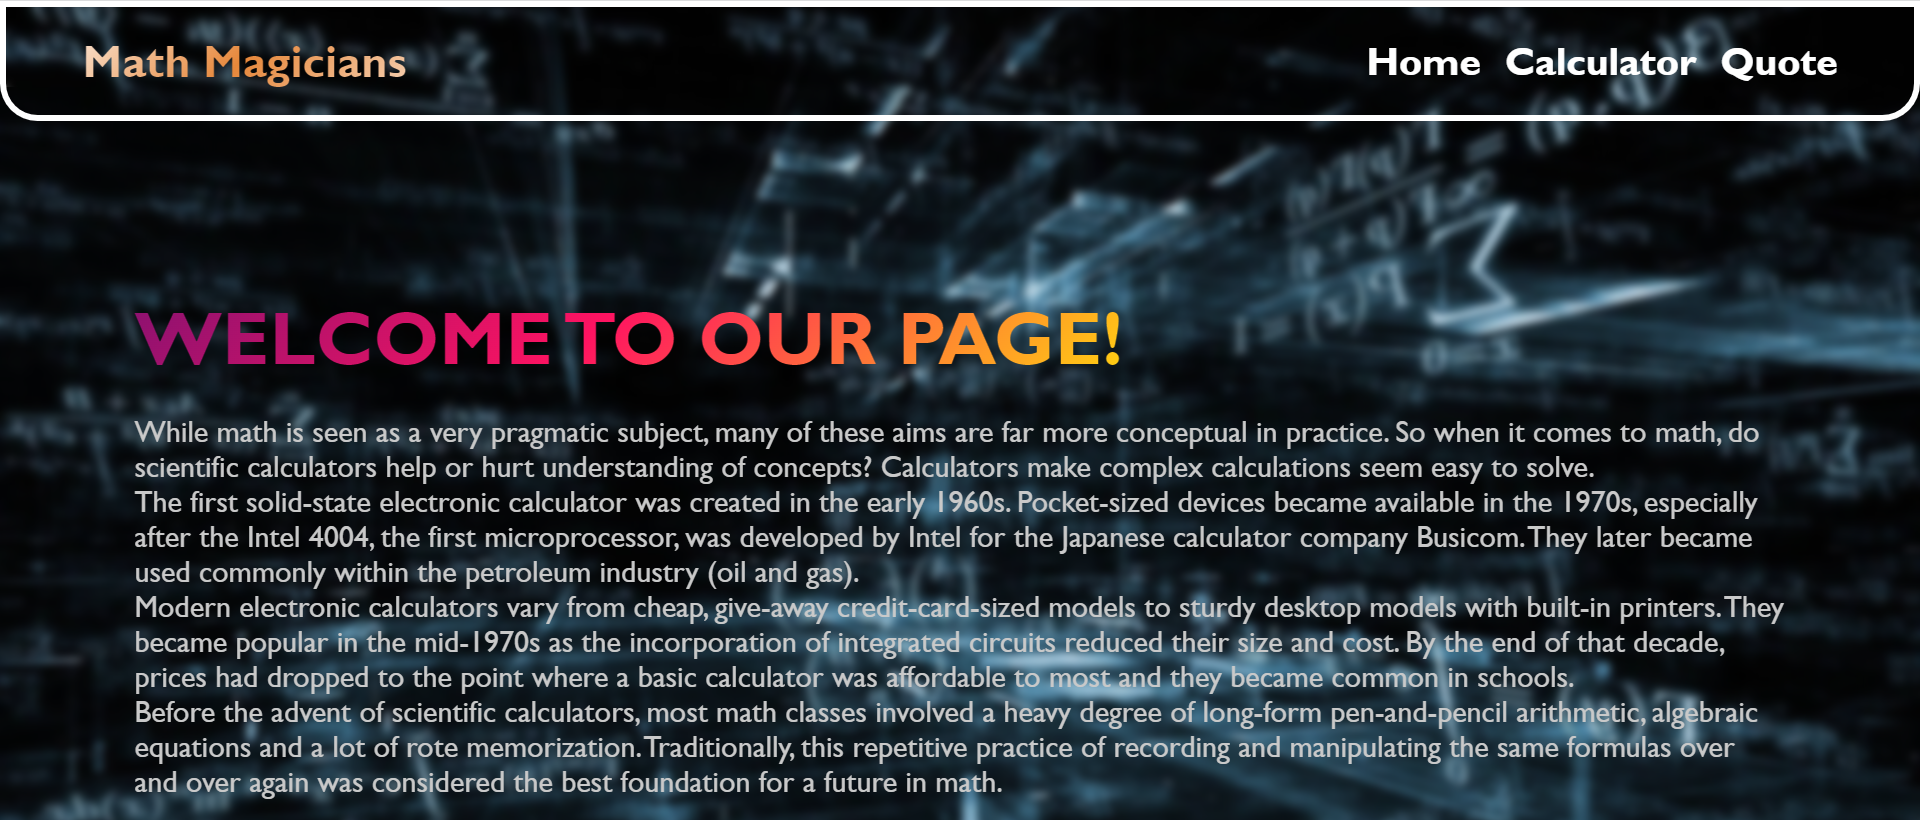 Math Magicians
Home Calculator Quote
WELCOME TO OUR PAGE!
While math is seen as a very pragmatic subject, many of these aims are far more conceptual in practice. So when it comes to math, do
scientific calculators help or hurt understanding of concepts? Calculators make complex calculations seem easy to solve.
The first solid-state electronic calculator was created in the early 1960s. Pocket-sized devices became available in the 1970s, especially
after the Intel 4004, the first microprocessor, was developed by Intel for the Japanese calculator company Busicom. They later became
used commonly within the petroleum industry (oil and gas).
Modern electronic calculators vary from cheap, give-away credit-card-sized models to sturdy desktop models with built-in printers. They
became popular in the mid-1970s as the incorporation of integrated circuits reduced their size and cost. By the end of that decade,
prices had dropped to the point where a basic calculator was affordable to most and they became common in schools.
Before the advent of scientific calculators, most math classes involved a heavy degree of long-form pen-and-pencil arithmetic, algebraic
equations and a lot of rote memorization. Traditionally, this repetitive practice of recording and manipulating the same formulas over
and over again was considered the best foundation for a future in math.